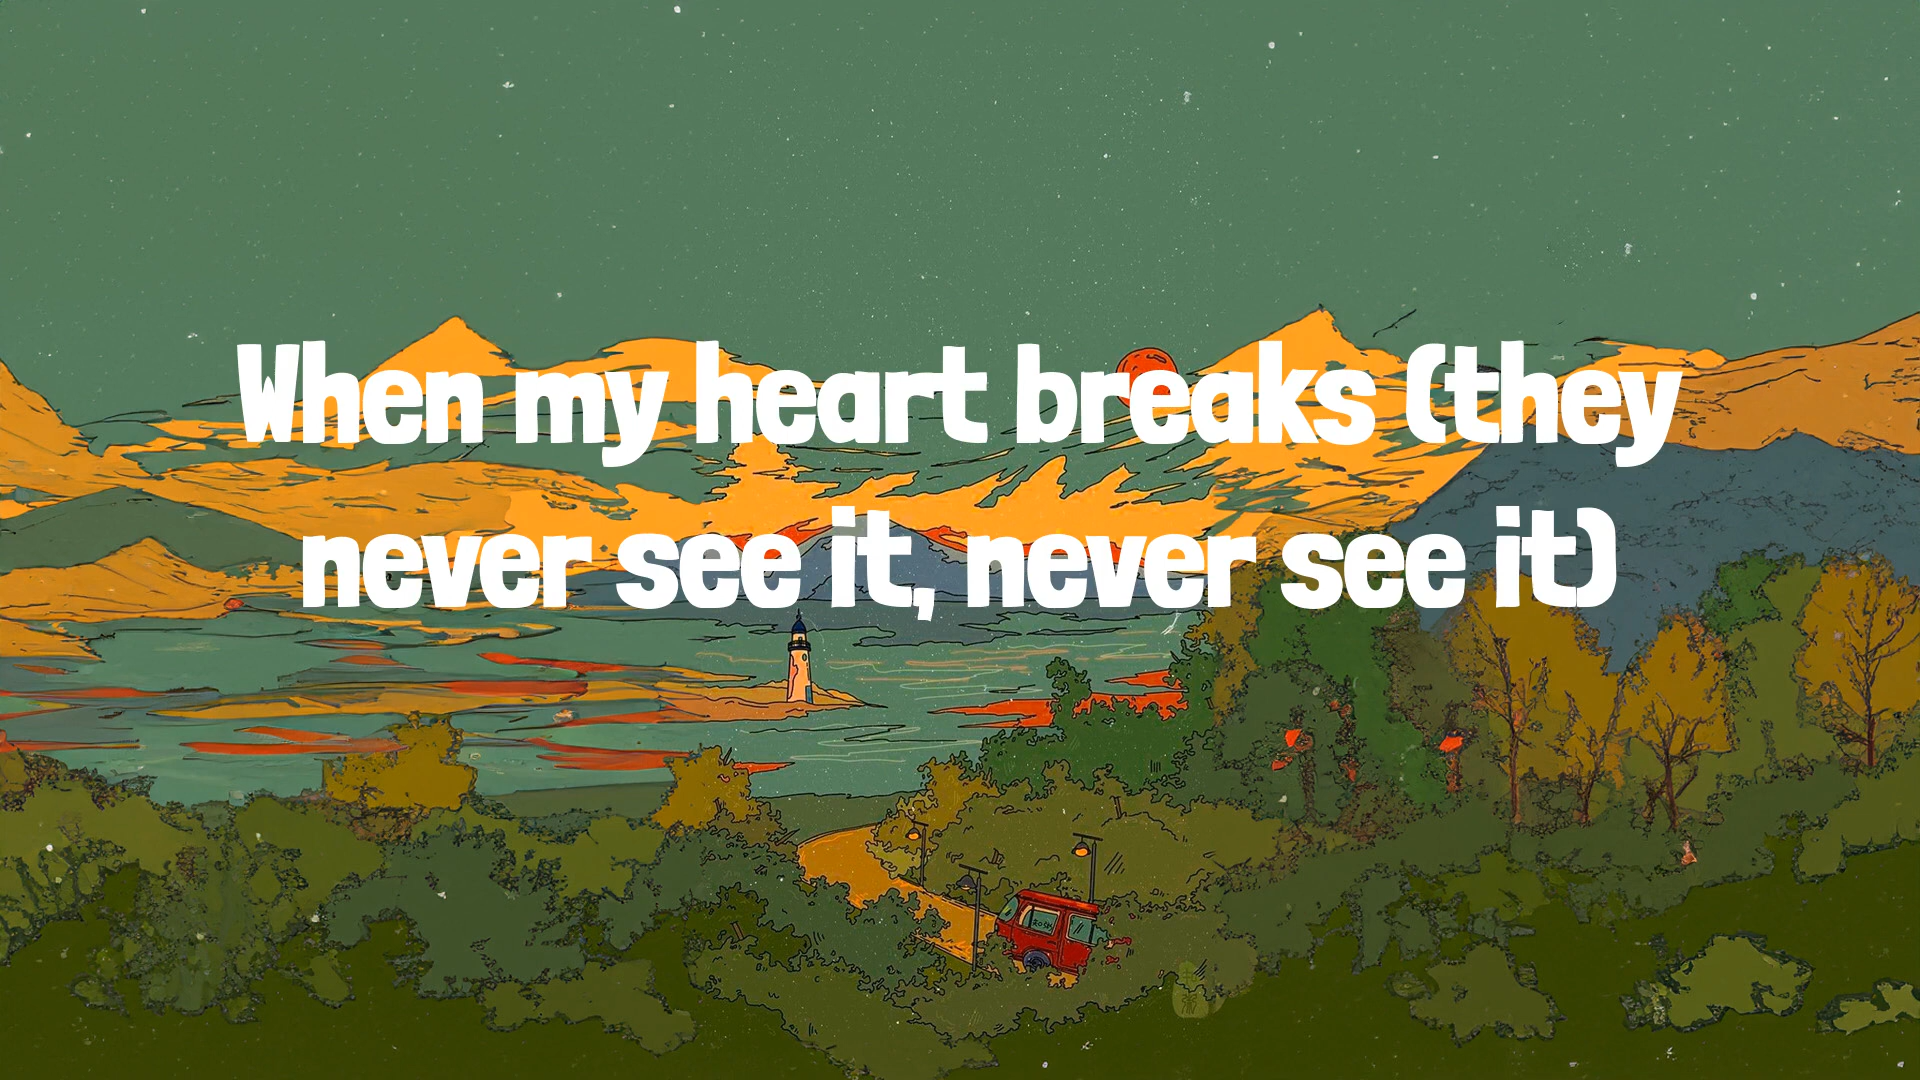 When my heart breaks (they
never see it, never see it)